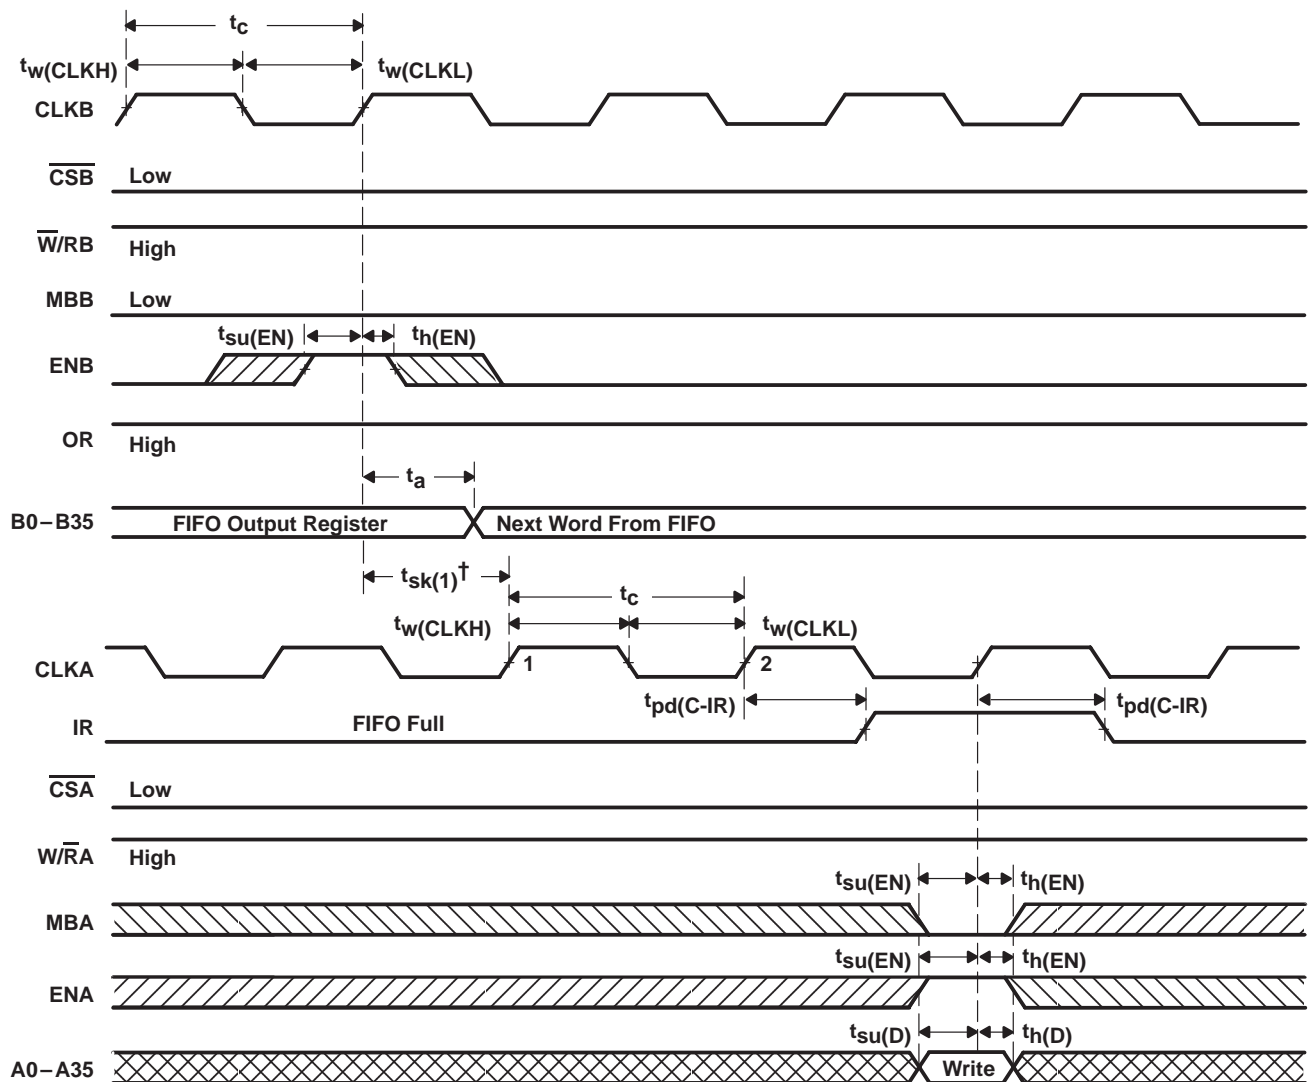 tc
tw(CLKH) tw(CLKL)
CLKB
CSB Low
W/RB High
MBB Low
tsu(EN) th(EN)
ENB
OR High
ta
B0–B35 FIFO Output Register Next Word From FIFO
tsk(1)†
tc
tw(CLKH) tw(CLKL)
CLKA 1 2
tpd(C-IR) tpd(C-IR)
IR FIFO Full
CSA Low
W/RA High
tsu(EN) th(EN)
MBA
tsu(EN) th(EN)
ENA
tsu(D) th(D)
A0–A35 Write